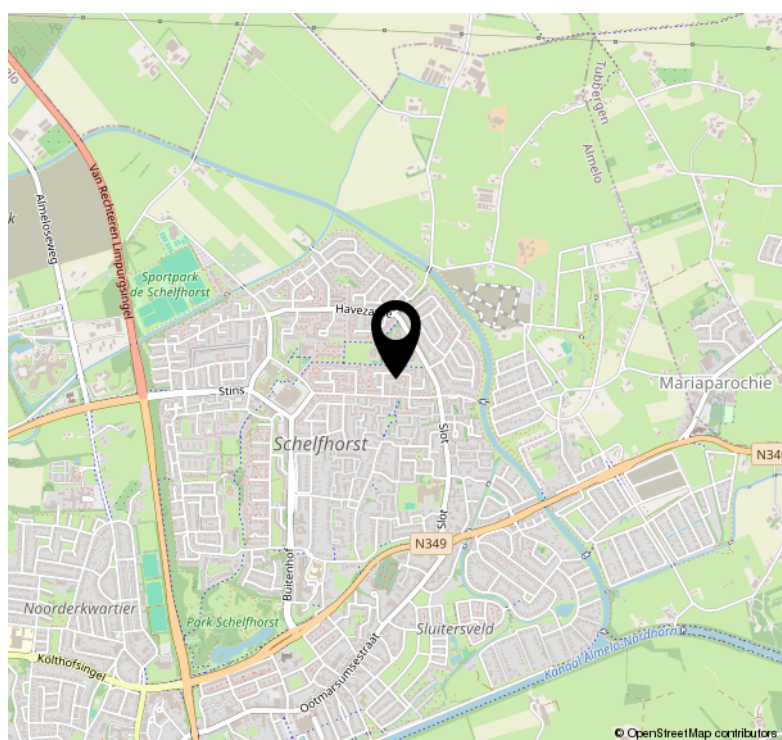 Tubbergen
Almelo
Van Rechteren Limpurgsingel
Almeloseweg
Sportpark
de Schelfhorst
Havezathe
Stins
Mariaparochie
Schelfhorst
Slot
N349
Slot
N349
Buitenhof
Noorderkwartier
Park Schelfhorst
Sluitersveld
Kolthofsingel
Ootmarsumsestraat
Kanaal Almelo-Nordhorn
© OpenStreetMap contributors